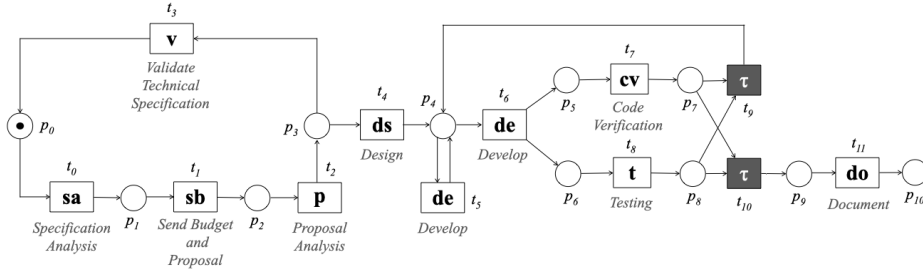 t3
v
Validate
Technical
Specification
p0
t0
sa
Specification
Analysis
p1
t1
sb
Send Budget
and
Proposal
p2
t2
p
Proposal
Analysis
p3
t4
ds
Design
p4
de
t5
Develop
t6
de
Develop
p5
t7
cv
Code
Verification
p7
τ
t9
p6
t8
t
Testing
p8
τ
t10
p9
t11
do
Document
p10